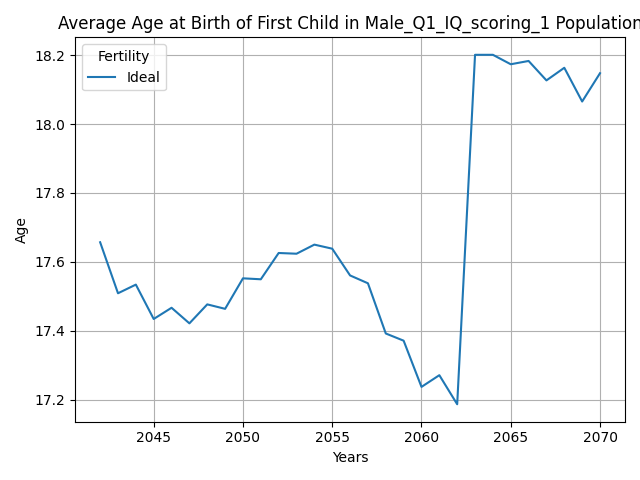 Average Age at Birth of First Child in Male_Q1_IQ_scoring_1 Population
Fertility
Ideal
18.2
18.0
17.8
17.6
17.4
17.2
Age
2045 2050 2055 2060 2065 2070
Years